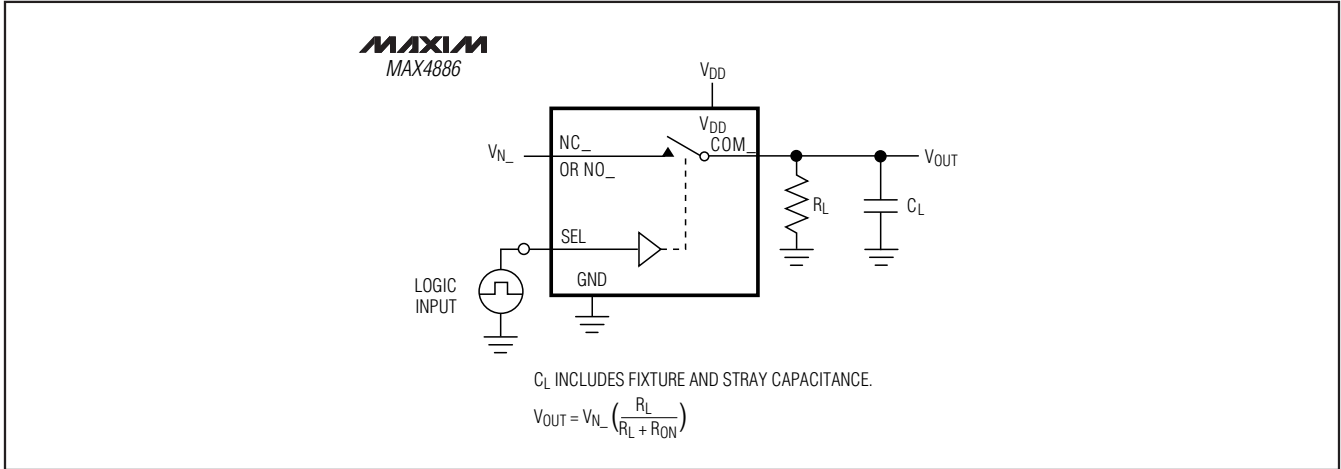 MAXIM
MAX4886
VDD
VDD
VN_
NC_
COM_
VOUT
OR NO_
RL
CL
SEL
LOGIC
INPUT
GND
CL INCLUDES FIXTURE AND STRAY CAPACITANCE.
VOUT = VN_ (RL / RL + RON)